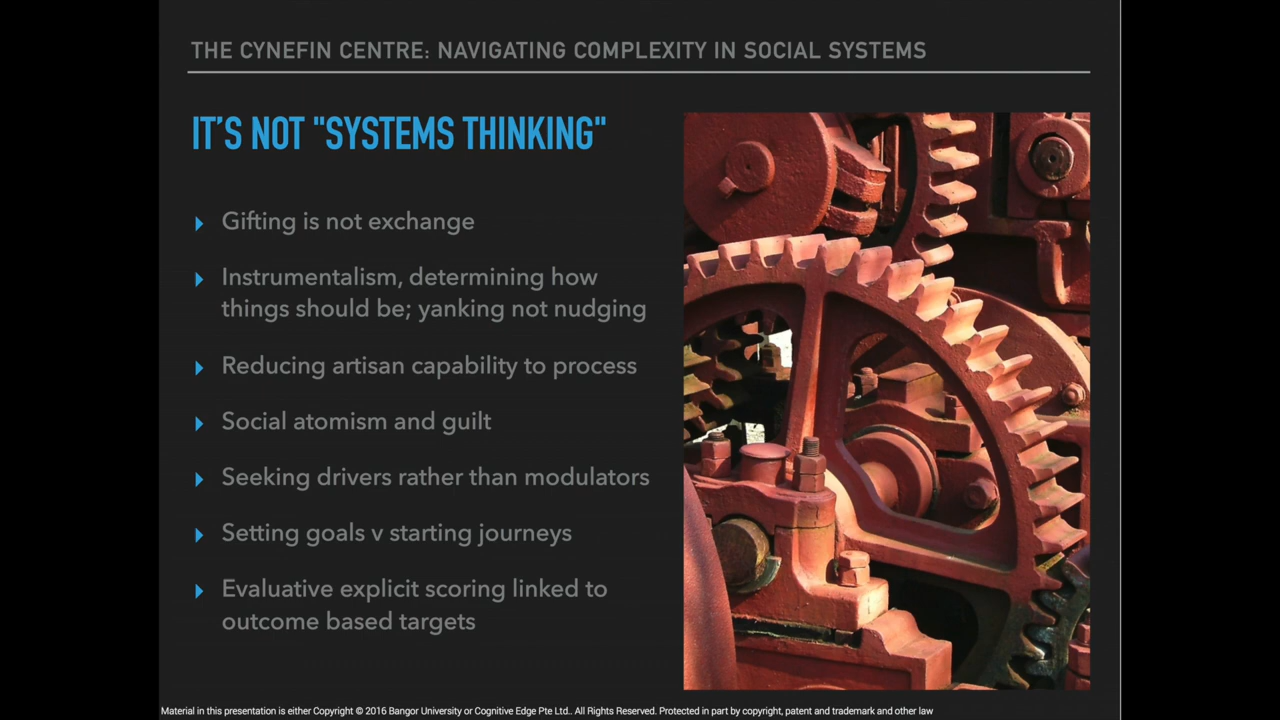 THE CYNEFIN CENTRE: NAVIGATING COMPLEXITY IN SOCIAL SYSTEMS
IT’S NOT "SYSTEMS THINKING"
Gifting is not exchange
Instrumentalism, determining how
things should be; yanking not nudging
Reducing artisan capability to process
Social atomism and guilt
Seeking drivers rather than modulators
Setting goals v starting journeys
Evaluative explicit scoring linked to
outcome based targets
Material in this presentation is either Copyright © 2016 Bangor University or Cognitive Edge Pte Ltd.. All Rights Reserved. Protected in part by copyright, patent and trademark and other law